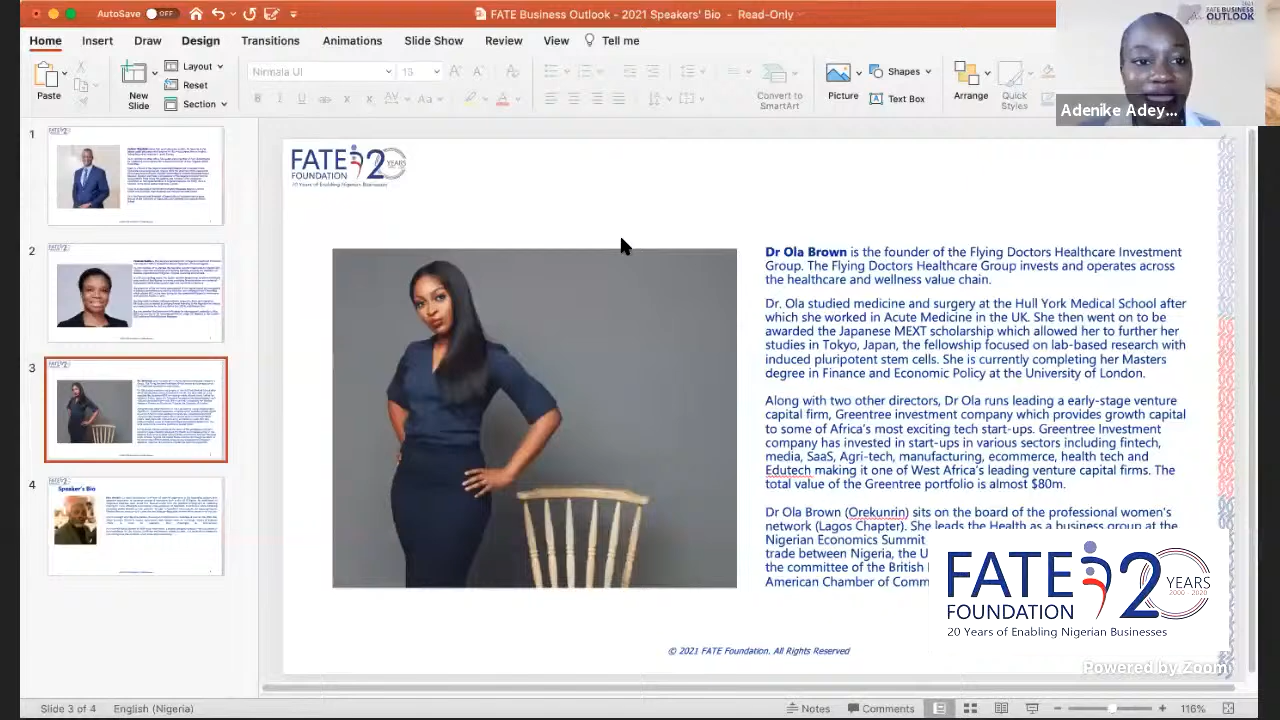 AutoSave OFF
FATE Business Outlook - 2021 Speakers' Bio - Read-Only
2021
FATE BUSINESS
OUTLOOK
Home Insert Draw Design Transitions Animations Slide Show Review View Tell me
Paste
New
Slide
Layout
Reset
Section
Nirmala UI
13
Convert to
SmartArt
Picture
Shapes
Text Box
Arrange
Quick
Styles
Adenike Adey...
1
2
3
4
Speaker's Bio
FATE 20
20 Years of Enabling Nigerian Businesses
Dr Ola Brown is the founder of the Flying Doctors Healthcare Investment
Group. The Flying Doctors Healthcare Group invests and operates across
the healthcare and wellness value chain.
Dr. Ola studied medicine and surgery at the Hull York Medical School after
which she worked in Acute Medicine in the UK. She then went on to be
awarded the Japanese MEXT scholarship which allowed her to further her
studies in Tokyo, Japan, the fellowship focused on lab-based research with
induced pluripotent stem cells. She is currently completing her Masters
degree in Finance and Economic Policy at the University of London.
Along with two other directors, Dr Ola runs leading a early-stage venture
capital firm, Greentree Investment company and provides growth capital
to some of Africa's most exciting tech start-ups. Greentree Investment
company has invested in start-ups in various sectors including fintech,
media, SaaS, Agri-tech, manufacturing, ecommerce, health tech and
Edutech making it one of West Africa's leading venture capital firms. The
total value of the Greentree portfolio is almost $80m.
Dr Ola Brown (Orekunrin) sits on the board of the professional women's
network (Lagos Chapter). She leads the Health business group at the
Nigerian Economics Summit
trade between Nigeria, the U
the committee of the British
American Chamber of Comm
FATE 20 YEARS
2000 - 2020
FOUNDATION
20 Years of Enabling Nigerian Businesses
© 2021 FATE Foundation. All Rights Reserved
Powered by Zoom
Slide 3 of 4 English (Nigeria) Notes Comments 116%